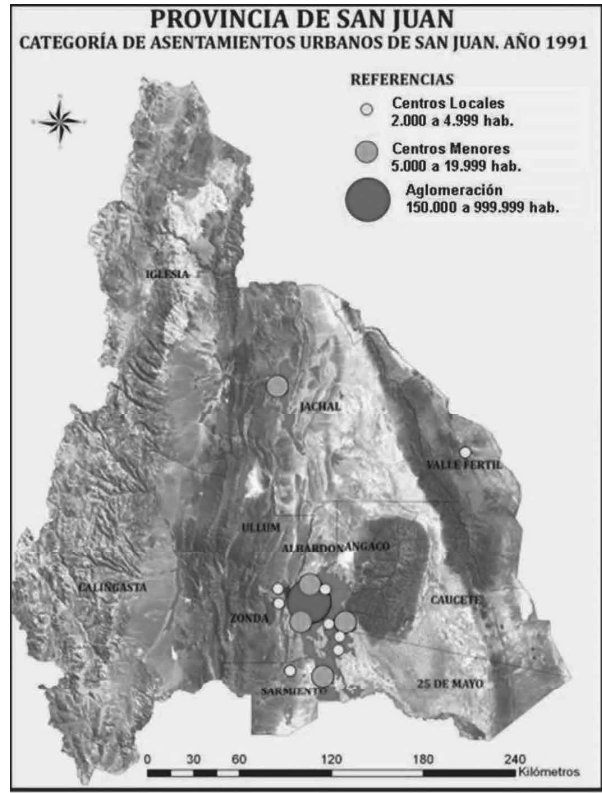 PROVINCIA DE SAN JUAN
CATEGORÍA DE ASENTAMIENTOS URBANOS DE SAN JUAN. AÑO 1991
REFERENCIAS
Centros Locales
2.000 a 4.999 hab.
Centros Menores
5.000 a 19.999 hab.
Aglomeración
150.000 a 999.999 hab.
IGLESIA
JACHAL
VALLE FERTIL
ULLUM
ALBARDON
ANGACO
CALINGASTA
CAUCETE
ZONDA
25 DE MAYO
SARMIENTO
0 30 60 120 180 240
Kilómetros